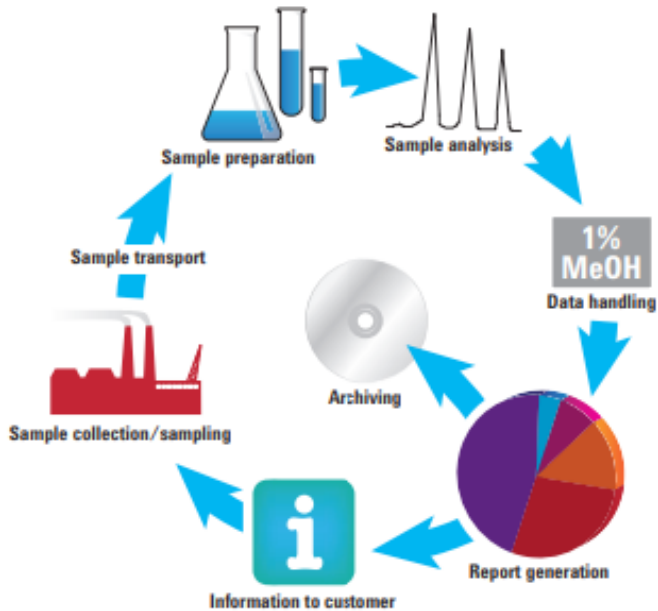 Sample preparation
Sample analysis
Sample transport
1%
MeOH
Data handling
Archiving
Sample collection/sampling
Report generation
Information to customer